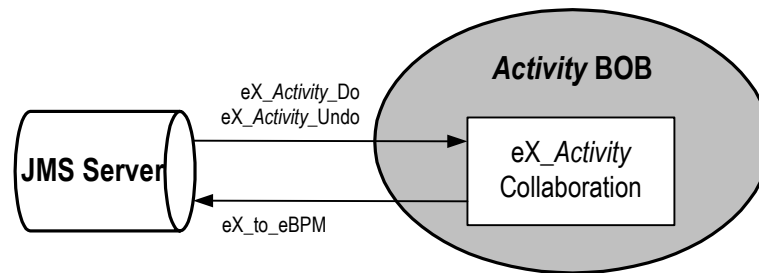 Activity BOB
eX_Activity_Do
eX_Activity_Undo
JMS Server
eX_Activity
Collaboration
eX_to_eBPM